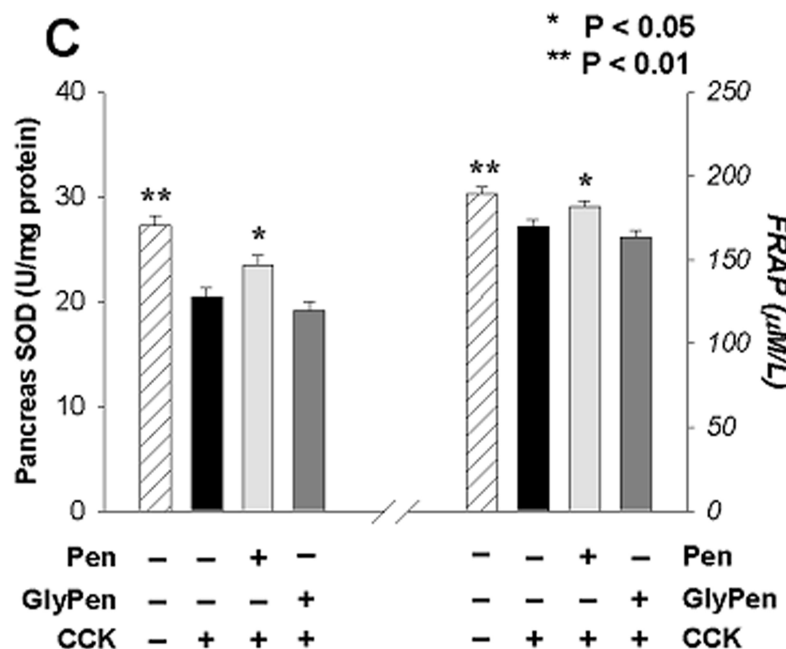 C
* P < 0.05
** P < 0.01
Pancreas SOD (U/mg protein)
40
30
20
10
0
** *
** *
250
200
150
100
50
0
FRAP (μM/L)
Pen – – + – – – + – Pen
GlyPen – – – + – – – + GlyPen
CCK – + + + – + + + CCK